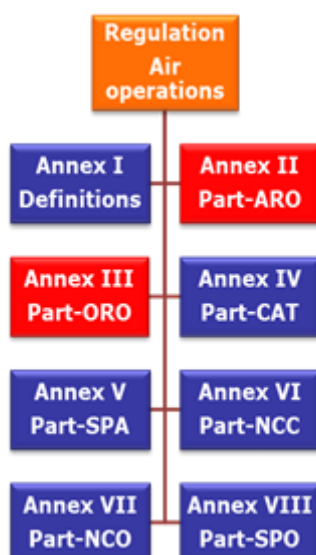 Regulation
Air
operations
Annex I
Definitions
Annex II
Part-ARO
Annex III
Part-ORO
Annex IV
Part-CAT
Annex V
Part-SPA
Annex VI
Part-NCC
Annex VII
Part-NCO
Annex VIII
Part-SPO